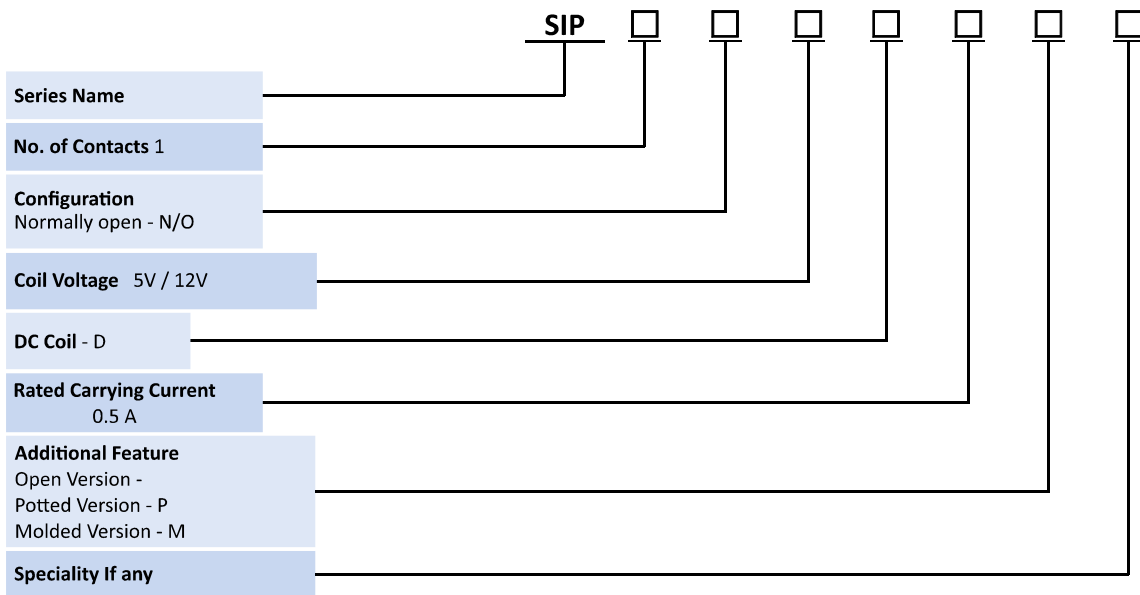 SIP
Series Name
No. of Contacts 1
Configuration
Normally open - N/O
Coil Voltage 5V / 12V
DC Coil - D
Rated Carrying Current
0.5 A
Additional Feature
Open Version -
Potted Version - P
Molded Version - M
Speciality If any